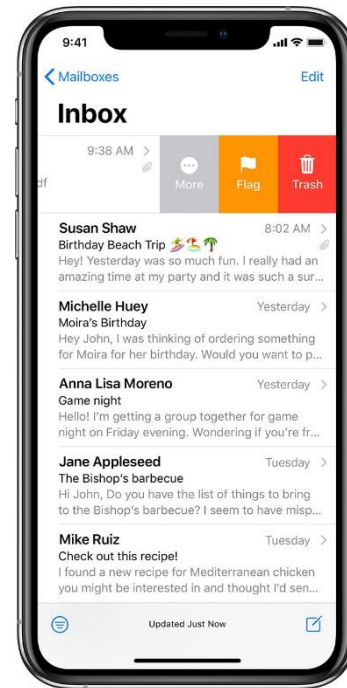 9:41
Mailboxes Edit
Inbox
9:38 AM
df
More Flag Trash
Susan Shaw 8:02 AM
Birthday Beach Trip 🏄🏖️🌴
Hey! Yesterday was so much fun. I really had an
amazing time at my party and it was such a sur...
Michelle Huey Yesterday
Moira's Birthday
Hey John, I was thinking of ordering something
for Moira for her birthday. Would you want to p...
Anna Lisa Moreno Yesterday
Game night
Hello! I'm getting a group together for game
night on Friday evening. Wondering if you're fr...
Jane Appleseed Tuesday
The Bishop's barbecue
Hi John, Do you have the list of things to bring
to the Bishop's barbecue? I seem to have misp...
Mike Ruiz Tuesday
Check out this recipe!
I found a new recipe for Mediterranean chicken
you might be interested in and thought I'd sen...
Updated Just Now